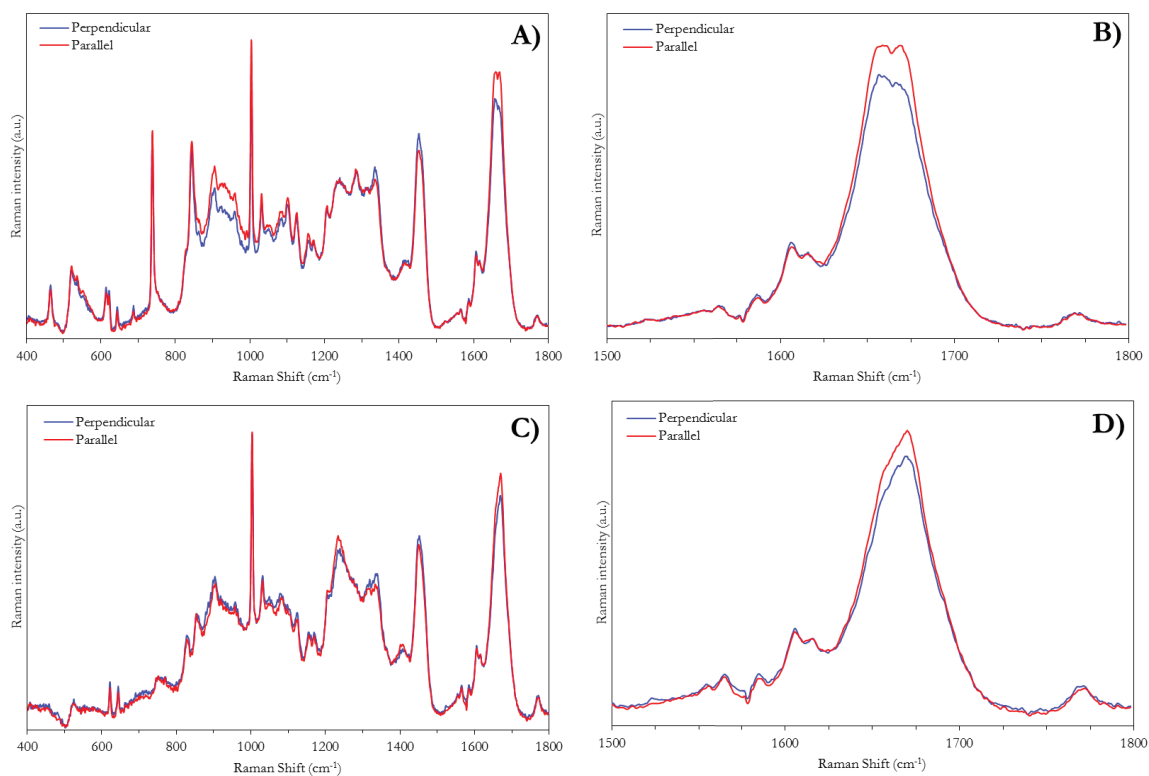 Perpendicular
Parallel
A)
Raman intensity (a.u.)
400 600 800 1000 1200 1400 1600 1800
Raman Shift (cm-1)
Perpendicular
Parallel
B)
Raman intensity (a.u.)
1500 1600 1700 1800
Raman Shift (cm-1)
Perpendicular
Parallel
C)
Raman intensity (a.u.)
400 600 800 1000 1200 1400 1600 1800
Raman Shift (cm-1)
Perpendicular
Parallel
D)
Raman intensity (a.u.)
1500 1600 1700 1800
Raman Shift (cm-1)